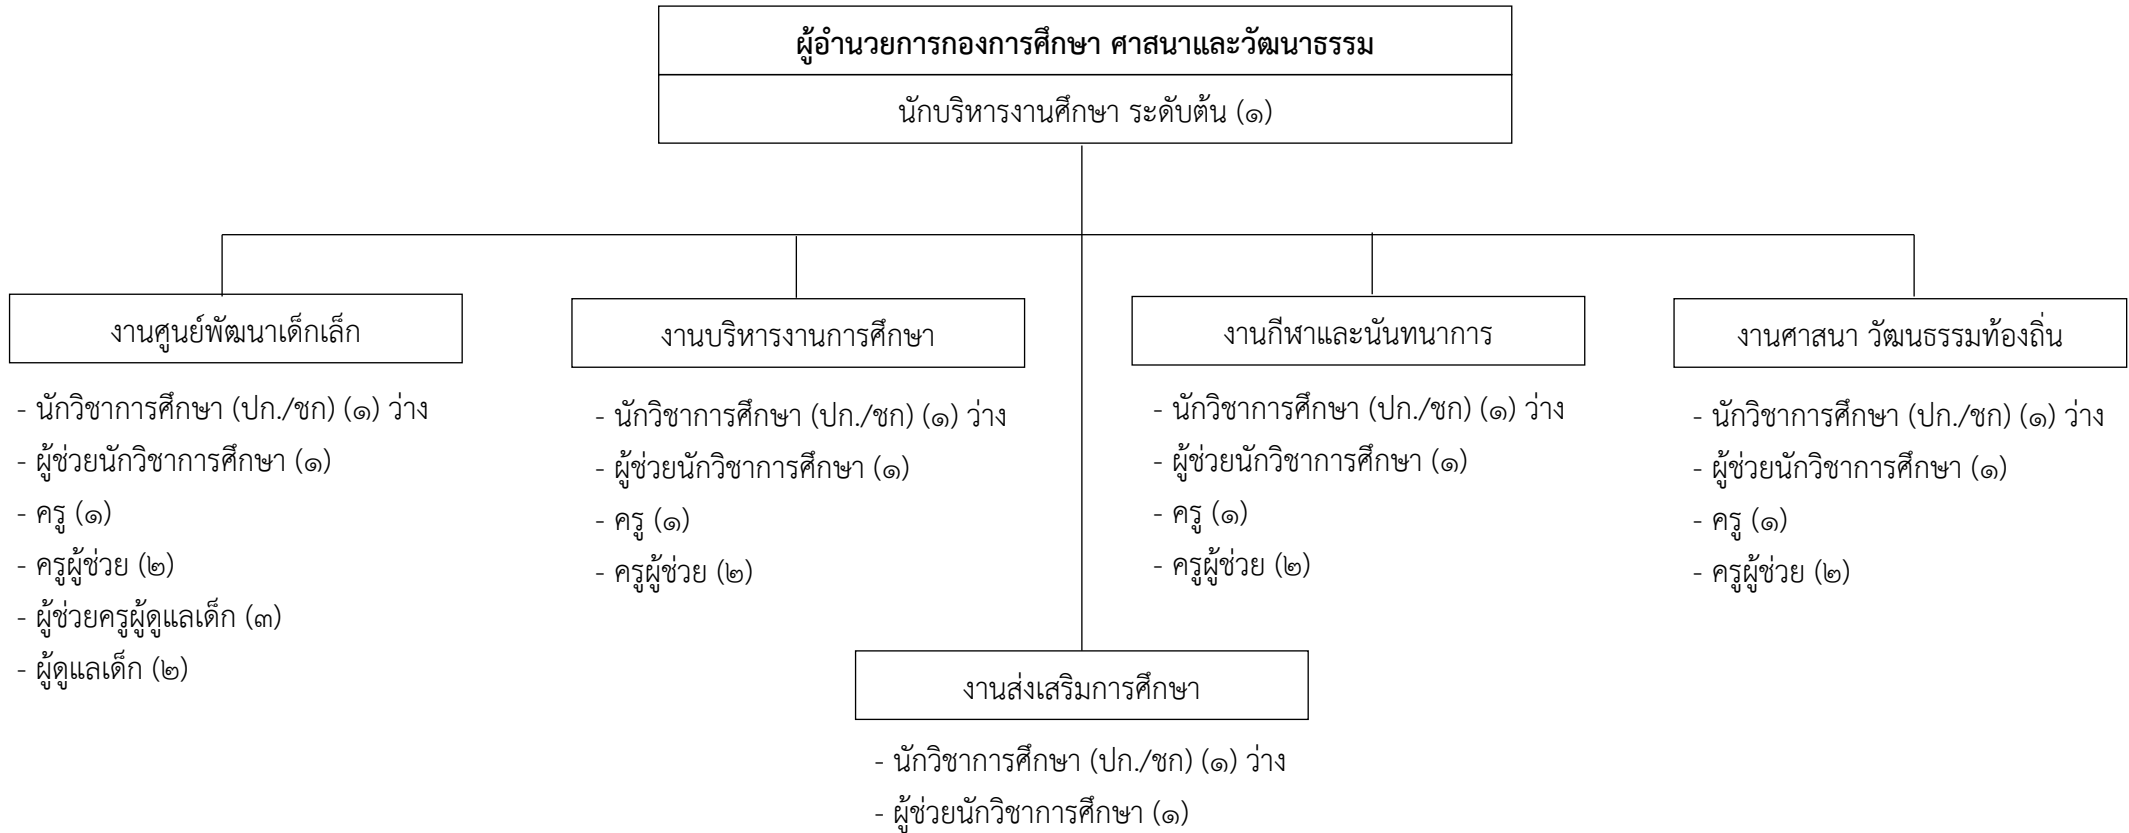 ผู้อำนวยการกองการศึกษา ศาสนาและวัฒนาธรรม
นักบริหารงานศึกษา ระดับต้น (๑)
งานศูนย์พัฒนาเด็กเล็ก
- นักวิชาการศึกษา (ปก./ชก) (๑) ว่าง
- ผู้ช่วยนักวิชาการศึกษา (๑)
- ครู (๑)
- ครูผู้ช่วย (๒)
- ผู้ช่วยครูผู้ดูแลเด็ก (๓)
- ผู้ดูแลเด็ก (๒)
งานบริหารงานการศึกษา
- นักวิชาการศึกษา (ปก./ชก) (๑) ว่าง
- ผู้ช่วยนักวิชาการศึกษา (๑)
- ครู (๑)
- ครูผู้ช่วย (๒)
งานกีฬาและนันทนาการ
- นักวิชาการศึกษา (ปก./ชก) (๑) ว่าง
- ผู้ช่วยนักวิชาการศึกษา (๑)
- ครู (๑)
- ครูผู้ช่วย (๒)
งานศาสนา วัฒนธรรมท้องถิ่น
- นักวิชาการศึกษา (ปก./ชก) (๑) ว่าง
- ผู้ช่วยนักวิชาการศึกษา (๑)
- ครู (๑)
- ครูผู้ช่วย (๒)
งานส่งเสริมการศึกษา
- นักวิชาการศึกษา (ปก./ชก) (๑) ว่าง
- ผู้ช่วยนักวิชาการศึกษา (๑)